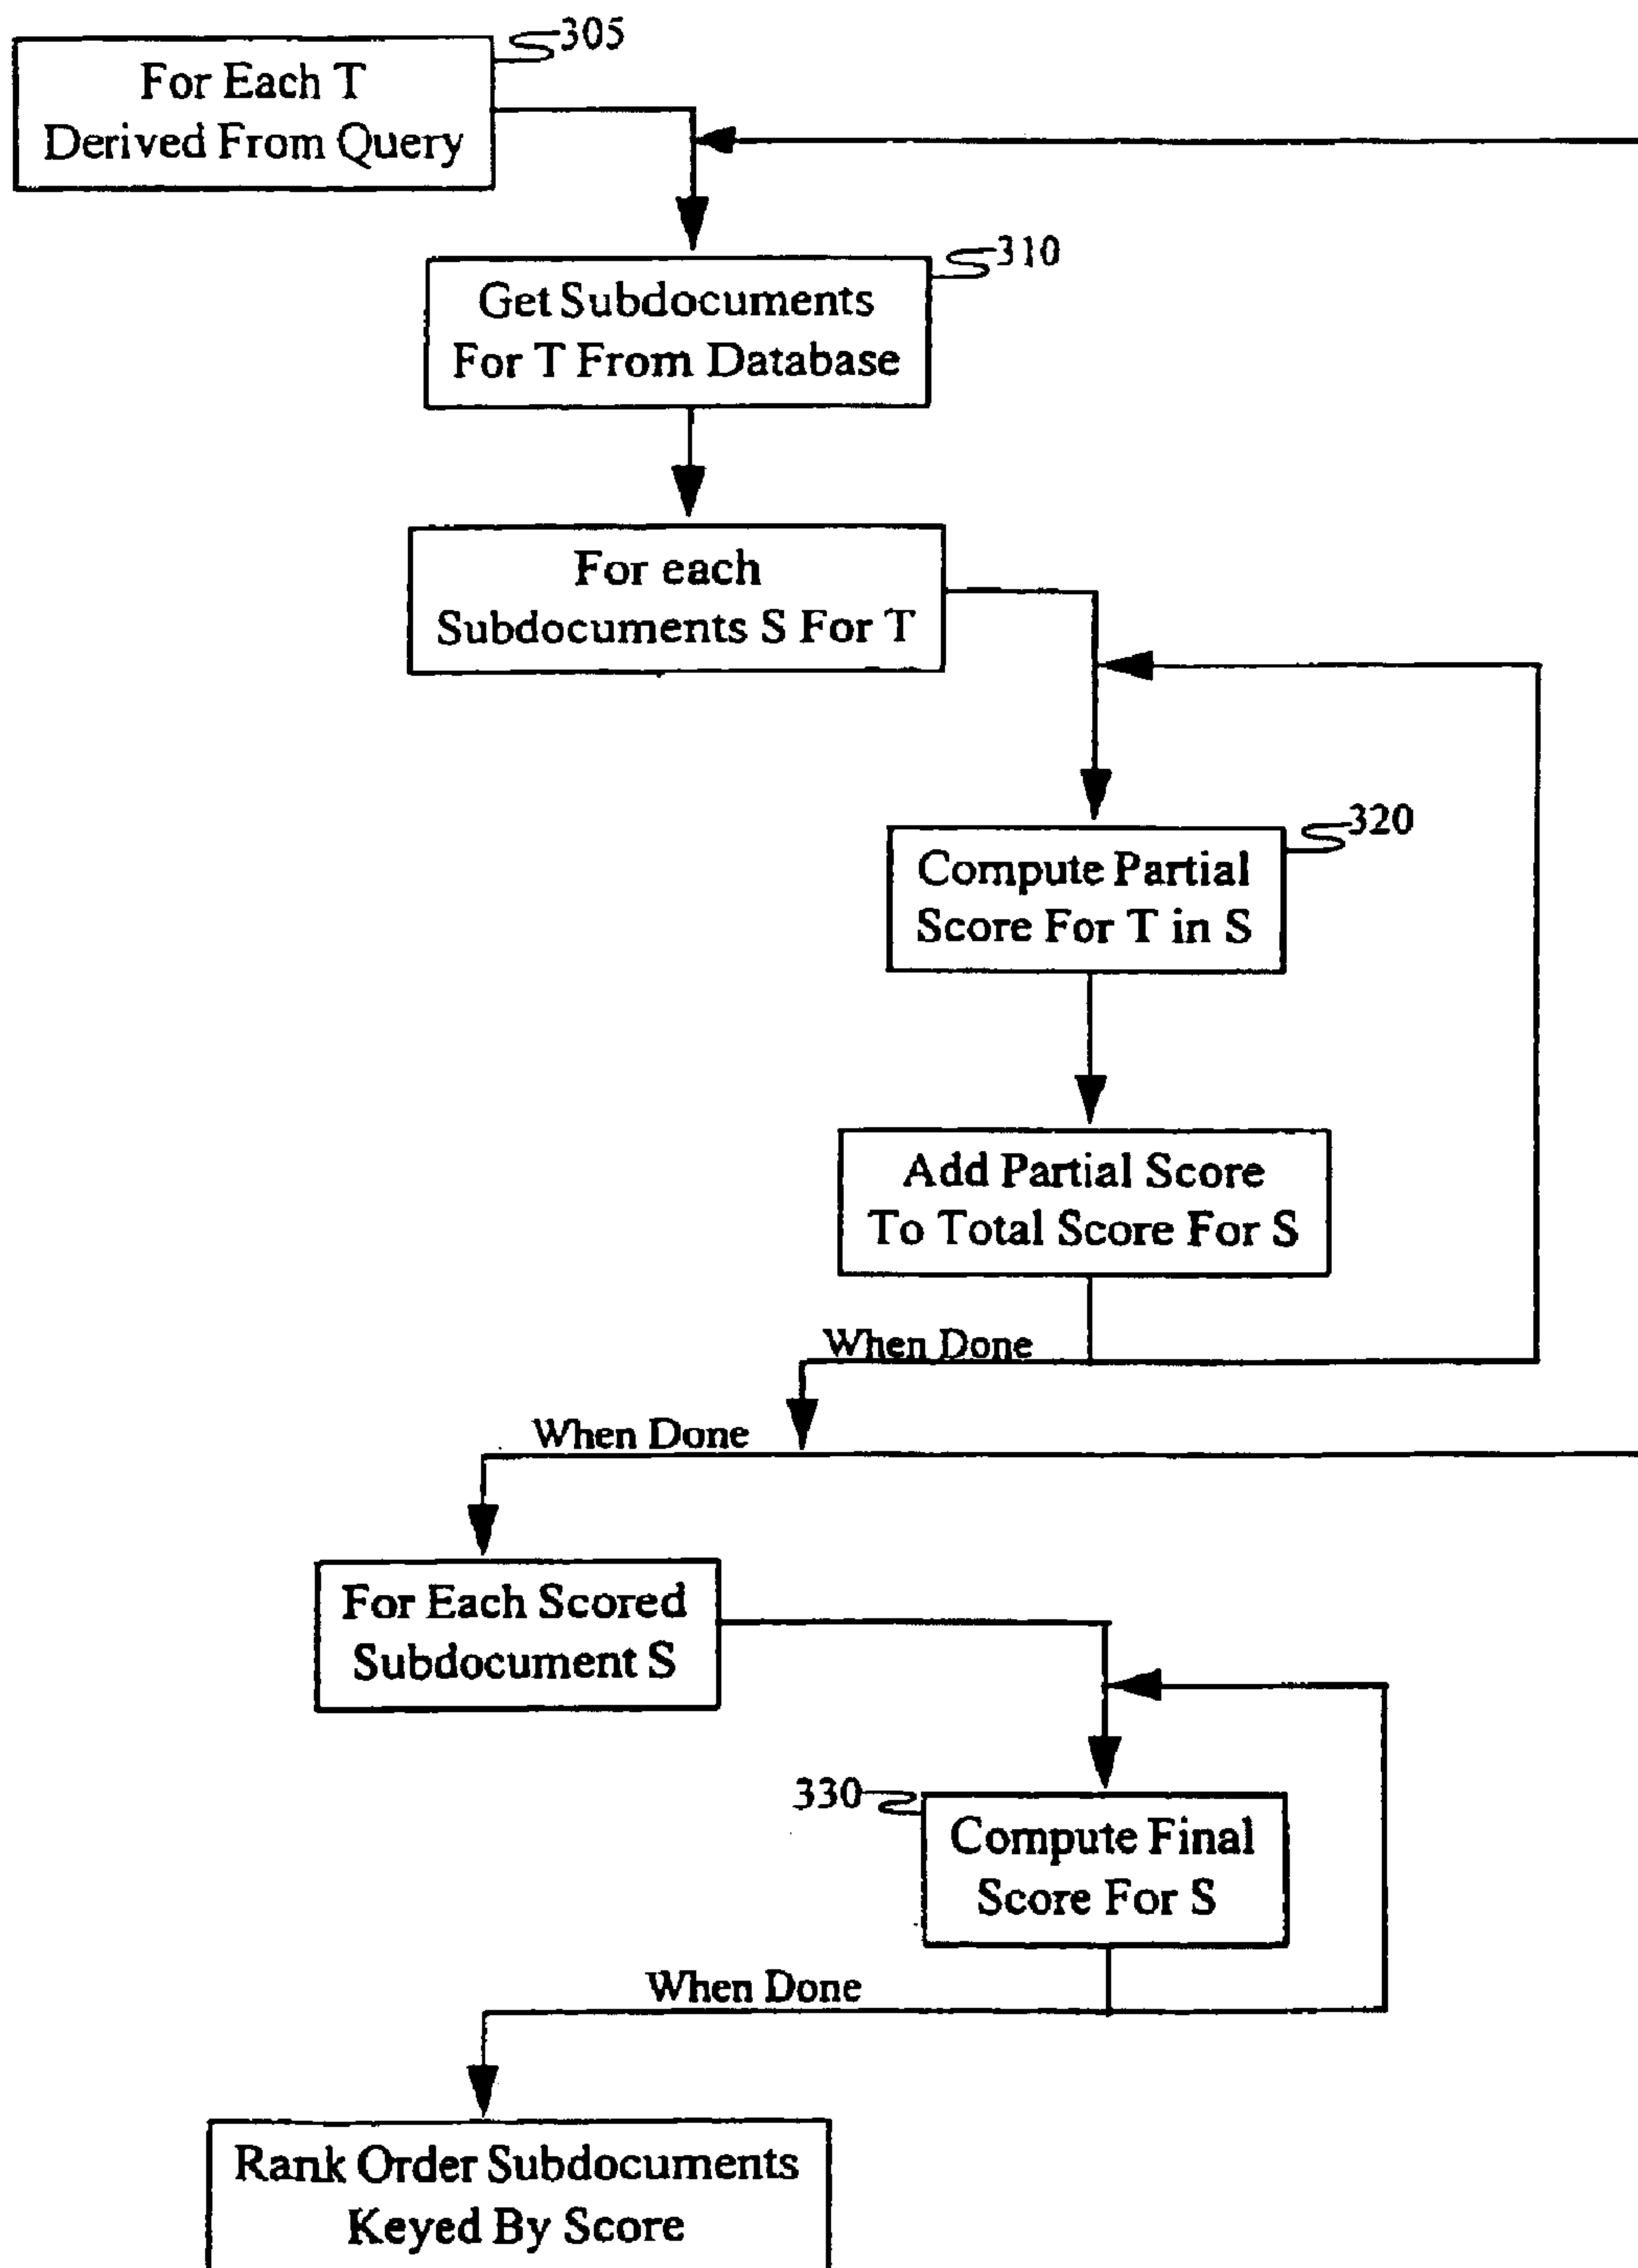 305
For Each T
Derived From Query
310
Get Subdocuments
For T From Database
For each
Subdocuments S For T
320
Compute Partial
Score For T in S
Add Partial Score
To Total Score For S
When Done
When Done
For Each Scored
Subdocument S
330
Compute Final
Score For S
When Done
Rank Order Subdocuments
Keyed By Score